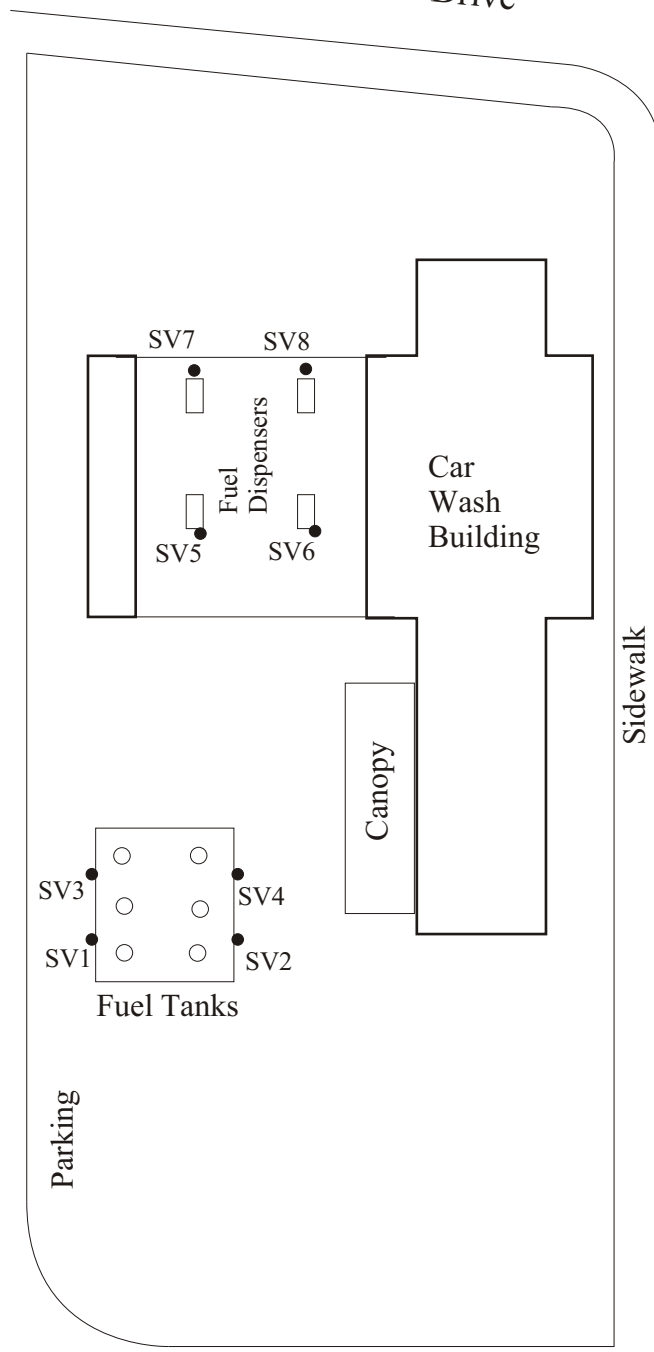 Drive
SV7
SV8
Fuel
Dispensers
Car
Wash
Building
SV5
SV6
Sidewalk
Canopy
SV3
SV4
SV1
SV2
Fuel Tanks
Parking